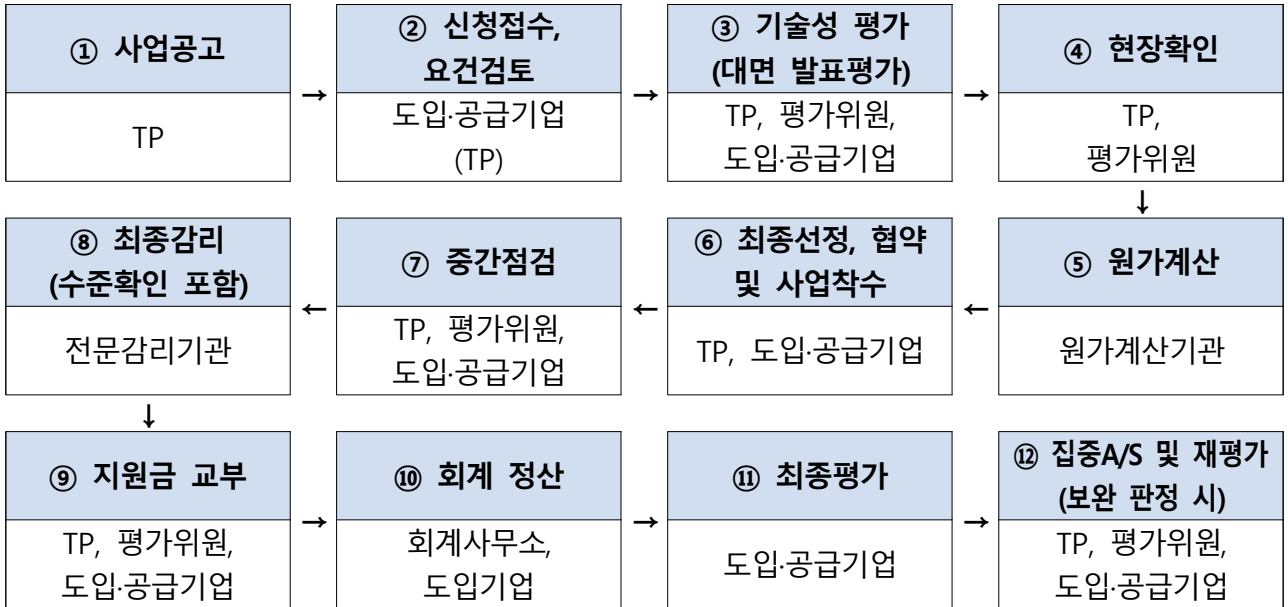 ① 사업공고
TP
→
② 신청접수,
요건검토
도입·공급기업
(TP)
→
③ 기술성 평가
(대면 발표평가)
TP, 평가위원,
도입·공급기업
→
④ 현장확인
TP,
평가위원
↓
⑤ 원가계산
원가계산기관
←
⑥ 최종선정, 협약
및 사업착수
TP, 도입·공급기업
←
⑦ 중간점검
TP, 평가위원,
도입·공급기업
←
⑧ 최종감리
(수준확인 포함)
전문감리기관
↓
⑨ 지원금 교부
TP, 평가위원,
도입·공급기업
→
⑩ 회계 정산
회계사무소,
도입기업
→
⑪ 최종평가
도입·공급기업
→
⑫ 집중A/S 및 재평가
(보완 판정 시)
TP, 평가위원,
도입·공급기업